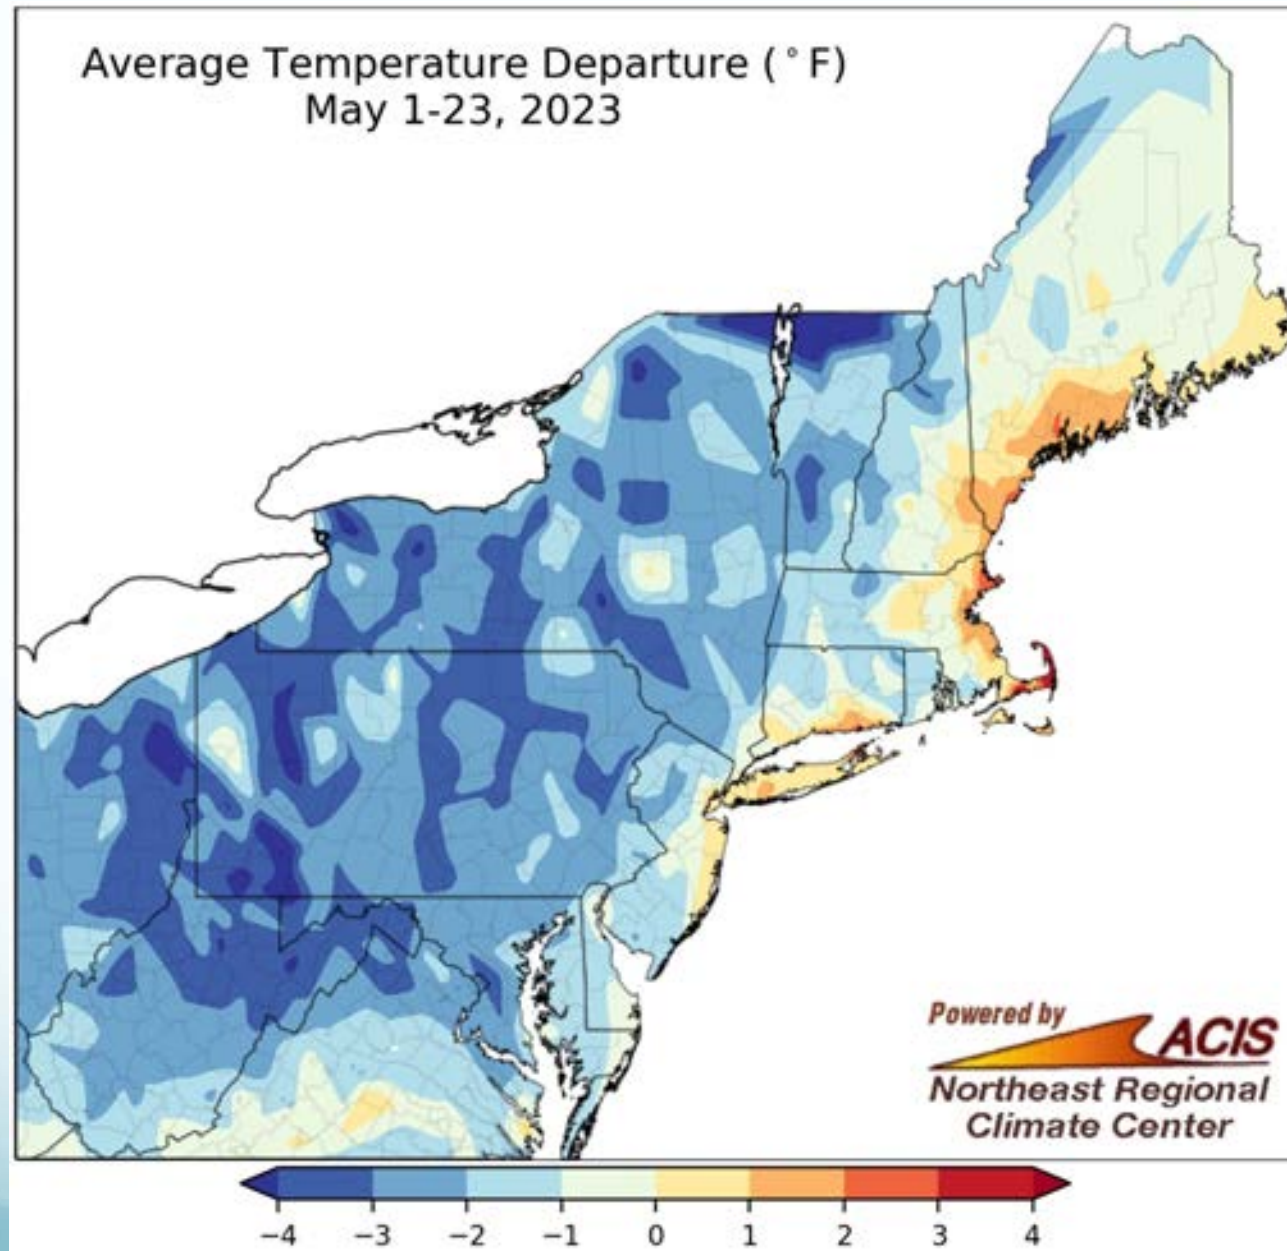 Average Temperature Departure (°F)
May 1-23, 2023
Powered by
ACIS
Northeast Regional
Climate Center
−4 −3 −2 −1 0 1 2 3 4